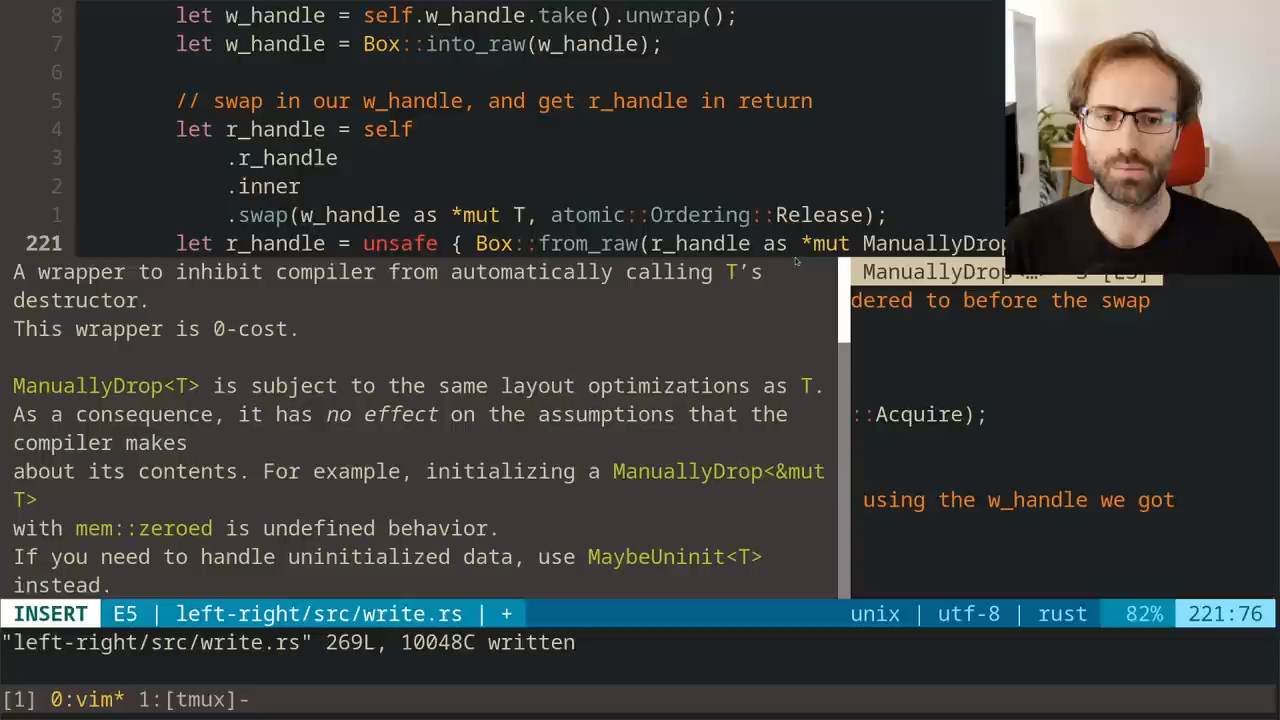 8 let w_handle = self.w_handle.take().unwrap();
7 let w_handle = Box::into_raw(w_handle);
6
5 // swap in our w_handle, and get r_handle in return
4 let r_handle = self
3 .r_handle
2 .inner
1 .swap(w_handle as *mut T, atomic::Ordering::Release);
221 let r_handle = unsafe { Box::from_raw(r_handle as *mut ManuallyDrop
A wrapper to inhibit compiler from automatically calling T’s
destructor.
This wrapper is 0-cost.
ManuallyDrop<T> is subject to the same layout optimizations as T.
As a consequence, it has no effect on the assumptions that the
compiler makes
about its contents. For example, initializing a ManuallyDrop<&mut
T>
with mem::zeroed is undefined behavior.
If you need to handle uninitialized data, use MaybeUninit<T>
instead.
ManuallyDrop<…> ~ S [LS]
dered to before the swap
::Acquire);
using the w_handle we got
INSERT E5 | left-right/src/write.rs | + unix | utf-8 | rust 82% 221:76
"left-right/src/write.rs" 269L, 10048C written
[1] 0:vim* 1:[tmux]-